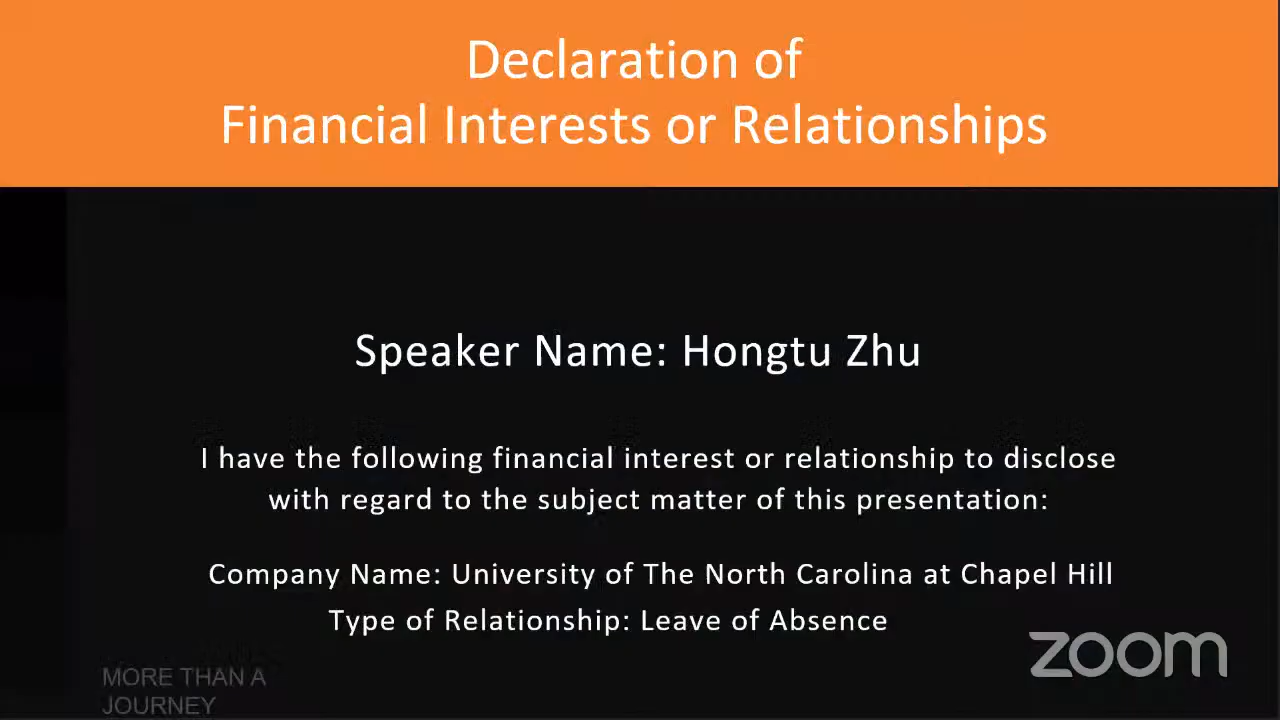 Declaration of
Financial Interests or Relationships
Speaker Name: Hongtu Zhu
I have the following financial interest or relationship to disclose
with regard to the subject matter of this presentation:
Company Name: University of The North Carolina at Chapel Hill
Type of Relationship: Leave of Absence
zoom
MORE THAN A
JOURNEY